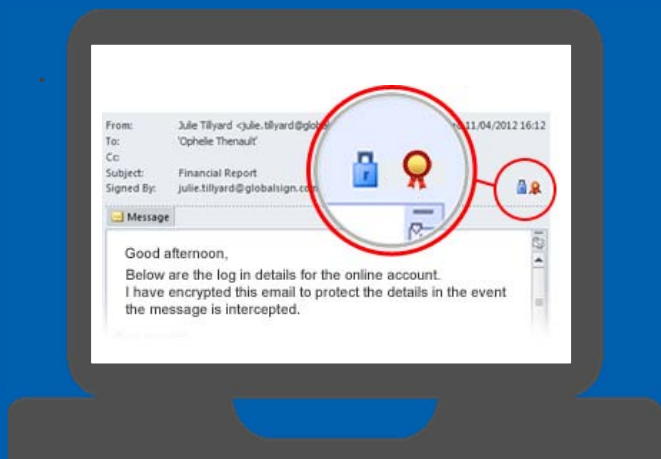 From: Julie Tillyard <julie.tillyard@glob 11/04/2012 16:12
To: 'Ophelie Thenault'
Cc:
Subject: Financial Report
Signed By: julie.tillyard@globalsign.com
Message
Good afternoon,
Below are the log in details for the online account.
I have encrypted this email to protect the details in the event
the message is intercepted.